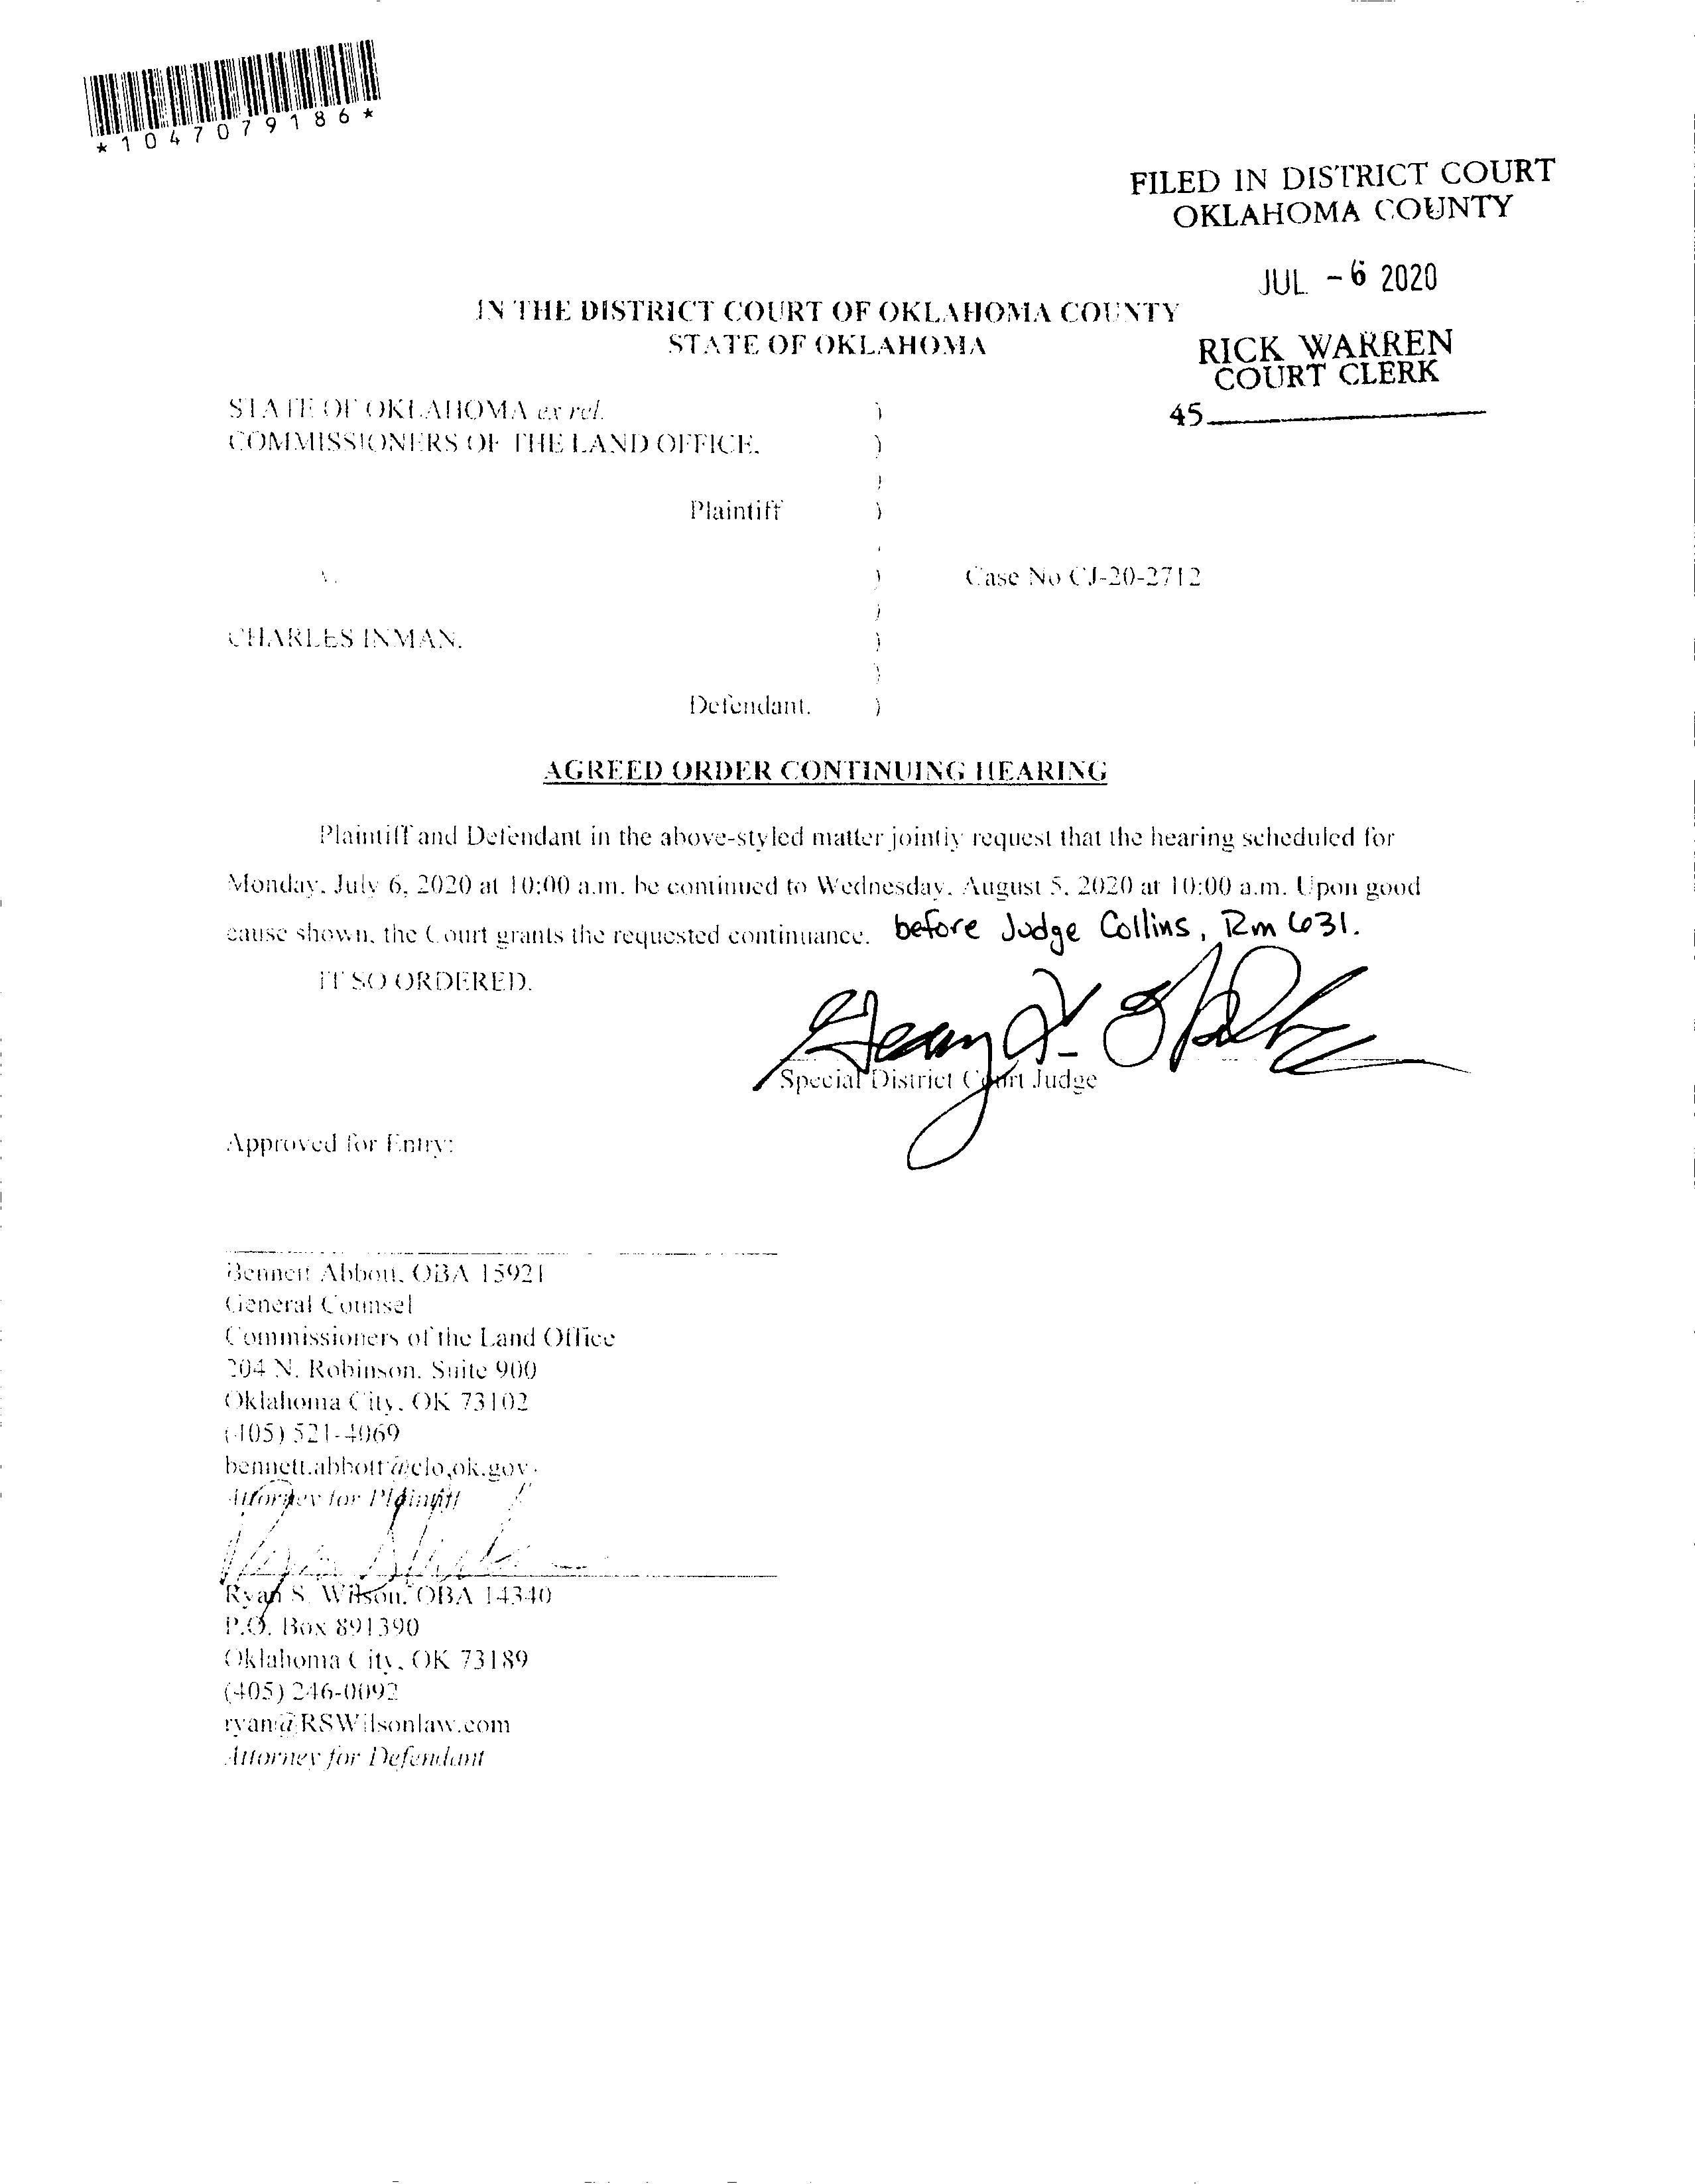 *1047079186*
FILED IN DISTRICT COURT
OKLAHOMA COUNTY
JUL -6 2020
RICK WARREN
COURT CLERK
45
IN THE DISTRICT COURT OF OKLAHOMA COUNTY
STATE OF OKLAHOMA
STATE OF OKLAHOMA ex rel. )
COMMISSIONERS OF THE LAND OFFICE, )
)
Plaintiff )
)
v. ) Case No CJ-20-2712
)
CHARLES INMAN, )
)
Defendant. )
AGREED ORDER CONTINUING HEARING
Plaintiff and Defendant in the above-styled matter jointly request that the hearing scheduled for
Monday, July 6, 2020 at 10:00 a.m. be continued to Wednesday, August 5, 2020 at 10:00 a.m. Upon good
cause shown, the Court grants the requested continuance. before Judge Collins, Rm 631.
IT SO ORDERED.
Special District Court Judge
Approved for Entry:
Bennett Abbott, OBA 15921
General Counsel
Commissioners of the Land Office
204 N. Robinson, Suite 900
Oklahoma City, OK 73102
(405) 521-4069
bennett.abbott@clo.ok.gov
Attorney for Plaintiff
Ryan S. Wilson, OBA 14340
P.O. Box 891390
Oklahoma City, OK 73189
(405) 246-0092
ryan@RSWilsonlaw.com
Attorney for Defendant